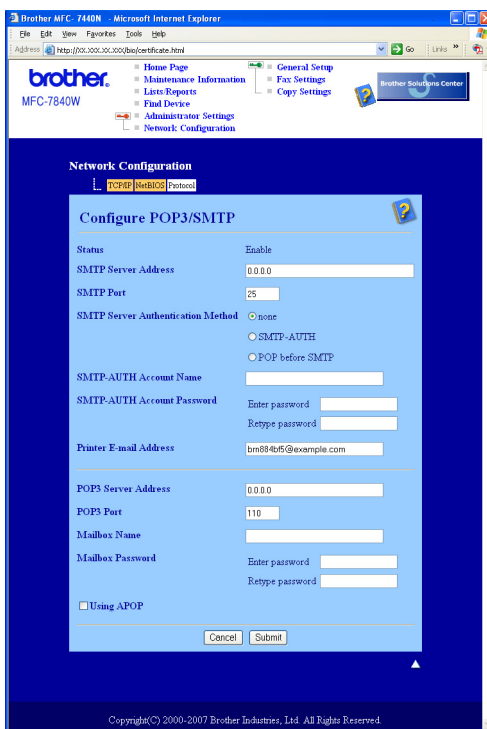 Brother MFC- 7440N - Microsoft Internet Explorer
File Edit View Favorites Tools Help
Address http://XX.XXX.XX.XXX/bio/certificate.html Go Links »
brother.
MFC-7840W
Home Page
Maintenance Information
Lists/Reports
Find Device
Administrator Settings
Network Configuration
General Setup
Fax Settings
Copy Settings
Brother Solutions Center
Network Configuration
TCP/IP NetBIOS Protocol
Configure POP3/SMTP
Status Enable
SMTP Server Address 0.0.0.0
SMTP Port 25
SMTP Server Authentication Method none
SMTP-AUTH
POP before SMTP
SMTP-AUTH Account Name
SMTP-AUTH Account Password Enter password
Retype password
Printer E-mail Address brn884bf5@example.com
POP3 Server Address 0.0.0.0
POP3 Port 110
Mailbox Name
Mailbox Password Enter password
Retype password
Using APOP
Cancel Submit
Copyright(C) 2000-2007 Brother Industries, Ltd. All Rights Reserved.